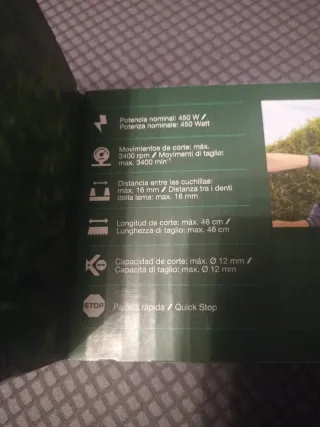 Potencia nominal: 450 W /
Potenza nominale: 450 Watt
Movimientos de corte: máx.
3400 rpm / Movimenti di taglio:
max. 3400 min⁻¹
Distancia entre las cuchillas:
máx. 16 mm / Distanza tra i denti
della lama: max. 16 mm
Longitud de corte: máx. 46 cm /
Lunghezza di taglio: max. 46 cm
Capacidad de corte: máx. Ø 12 mm /
Capacità di taglio: max. Ø 12 mm
STOP
Parada rápida / Quick Stop